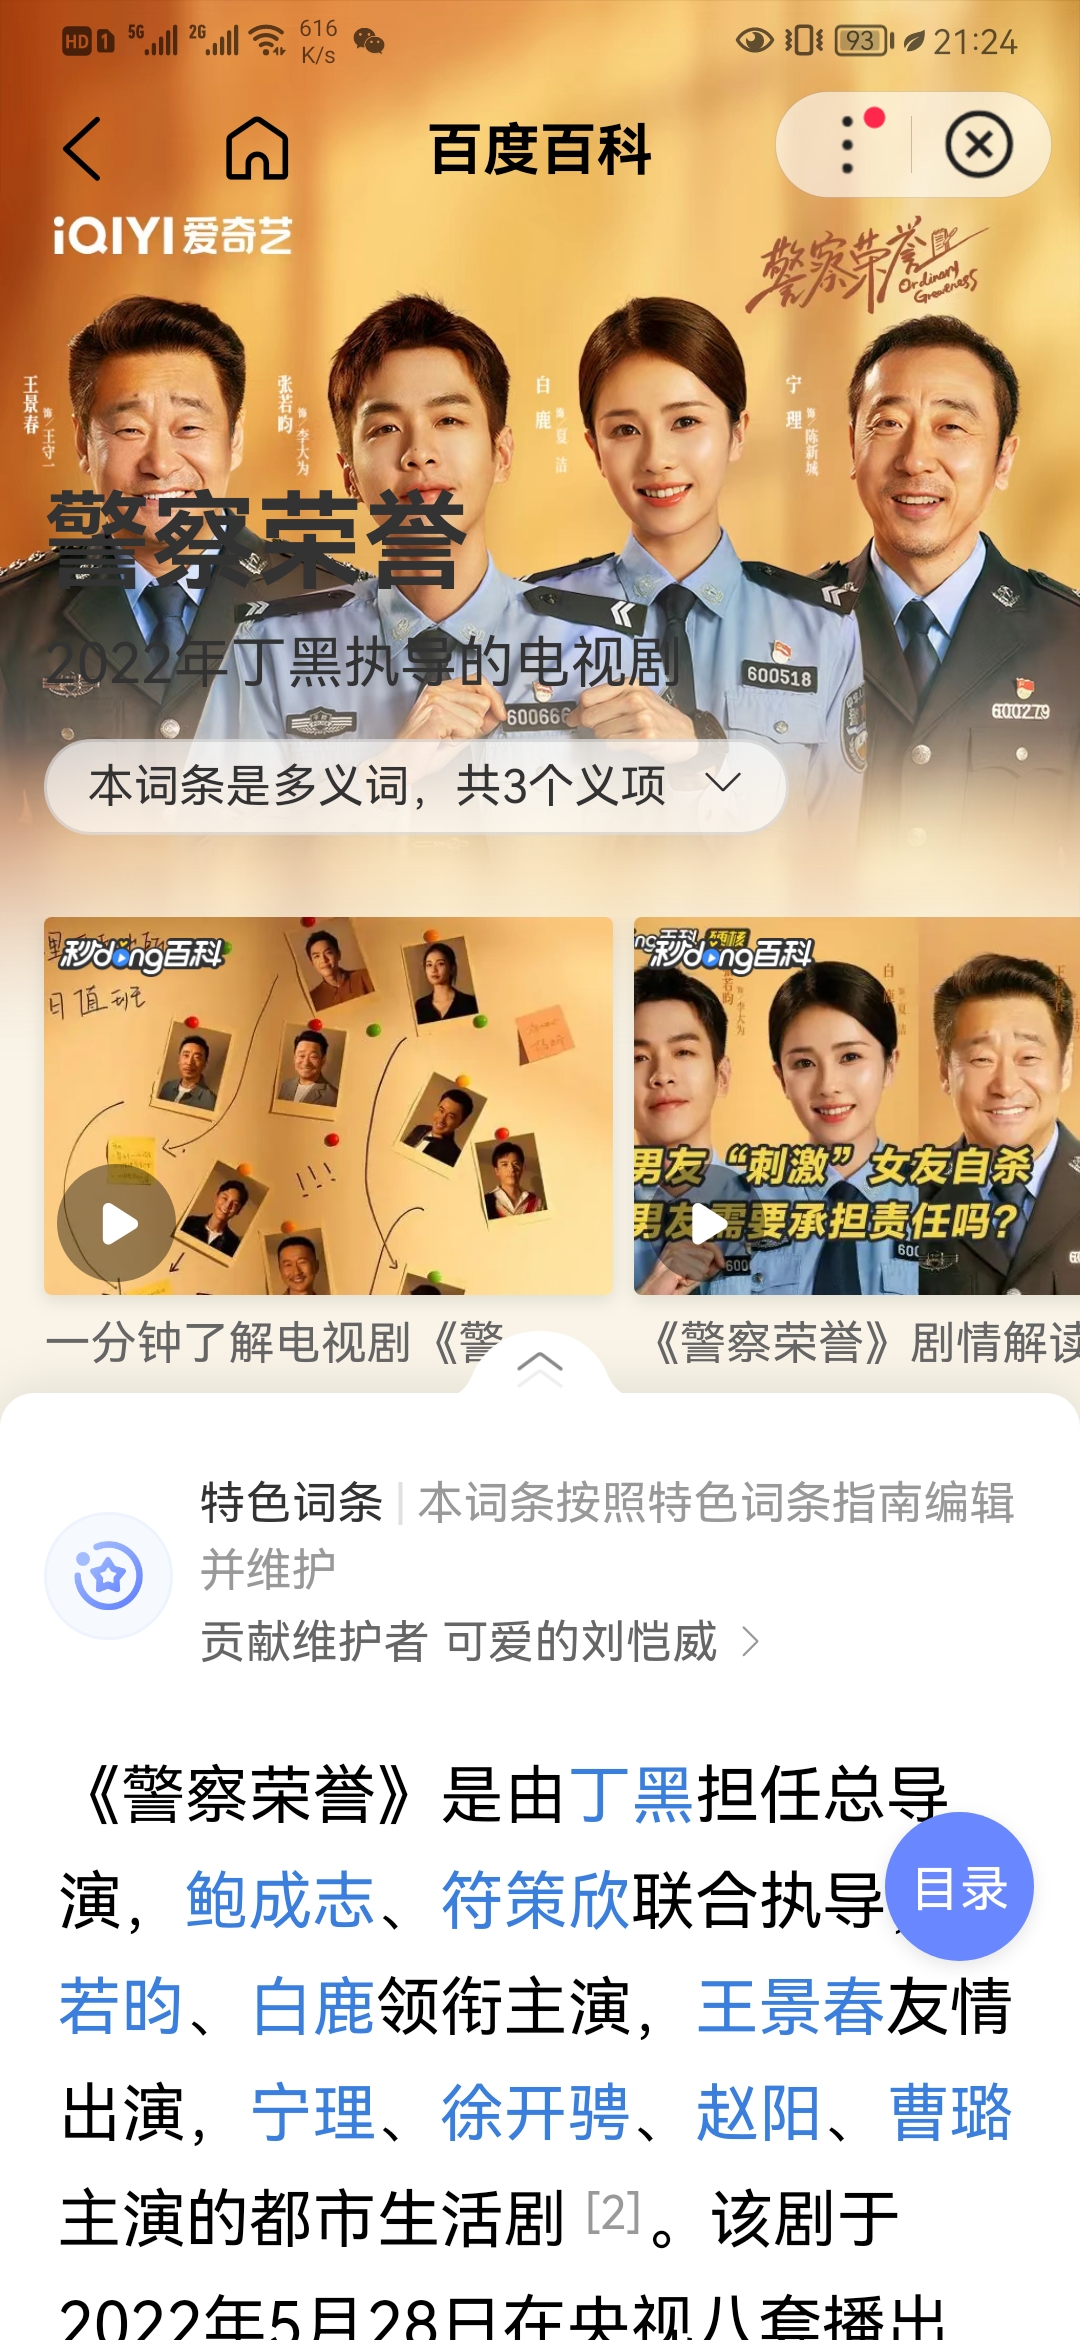 HD 1 5G 2G 616 K/s 93 21:24
百度百科
iQIYI 爱奇艺
警察荣誉
Ordinary Greatness
王景春 饰/王守一
张若昀 饰/李大为
白鹿 饰/夏洁
宁理 饰/陈新城
警察荣誉
2022年丁黑执导的电视剧
600666
600518
600279
本词条是多义词，共3个义项
秒dong百科
日值班
秒dong百科
男友“刺激”女友自杀
男友需要承担责任吗？
一分钟了解电视剧《警
《警察荣誉》剧情解读
特色词条 | 本词条按照特色词条指南编辑
并维护
贡献维护者 可爱的刘恺威
《警察荣誉》是由丁黑担任总导
演，鲍成志、符策欣联合执导
目录
若昀、白鹿领衔主演，王景春友情
出演，宁理、徐开骋、赵阳、曹璐
主演的都市生活剧 [2] 。该剧于
2022年5月28日在央视八套播出